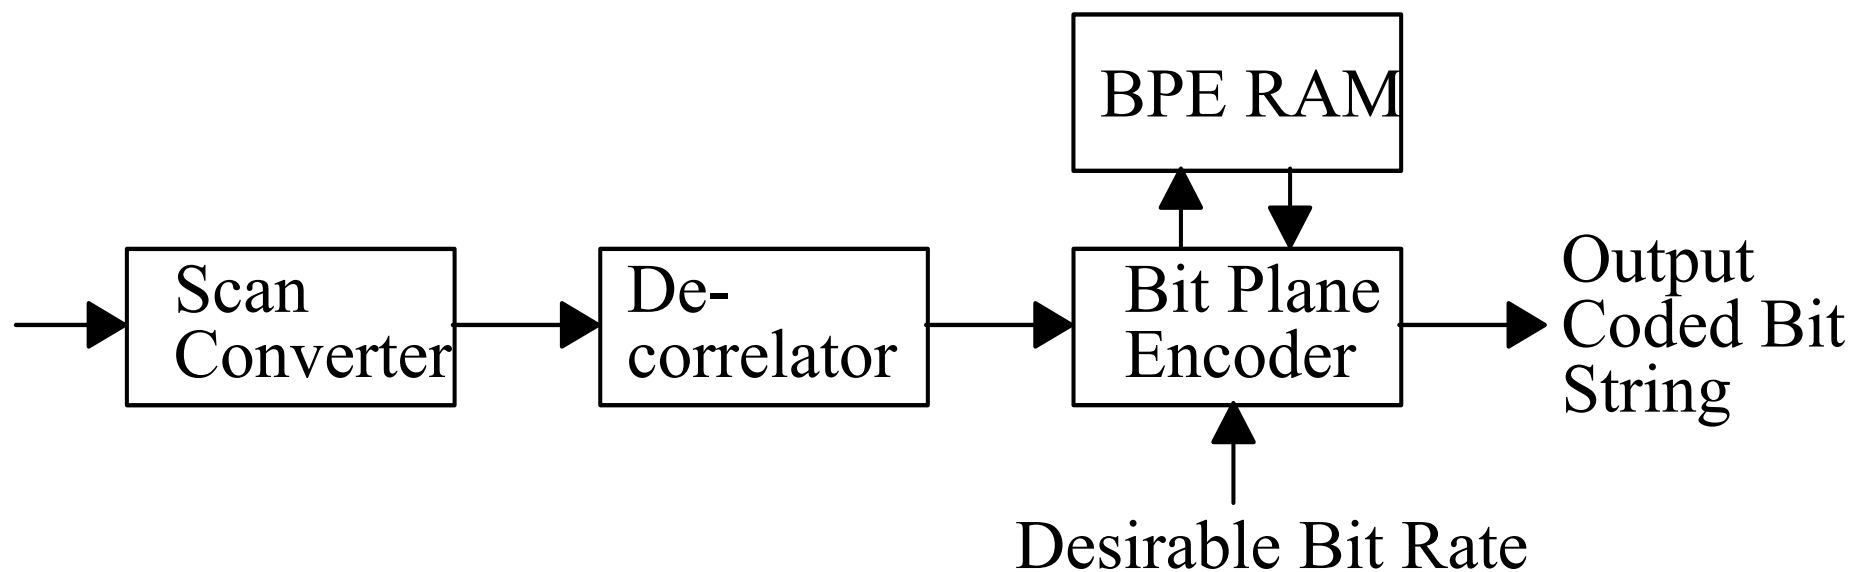 BPE RAM
Scan
Converter
De-
correlator
Bit Plane
Encoder
Output
Coded Bit
String
Desirable Bit Rate